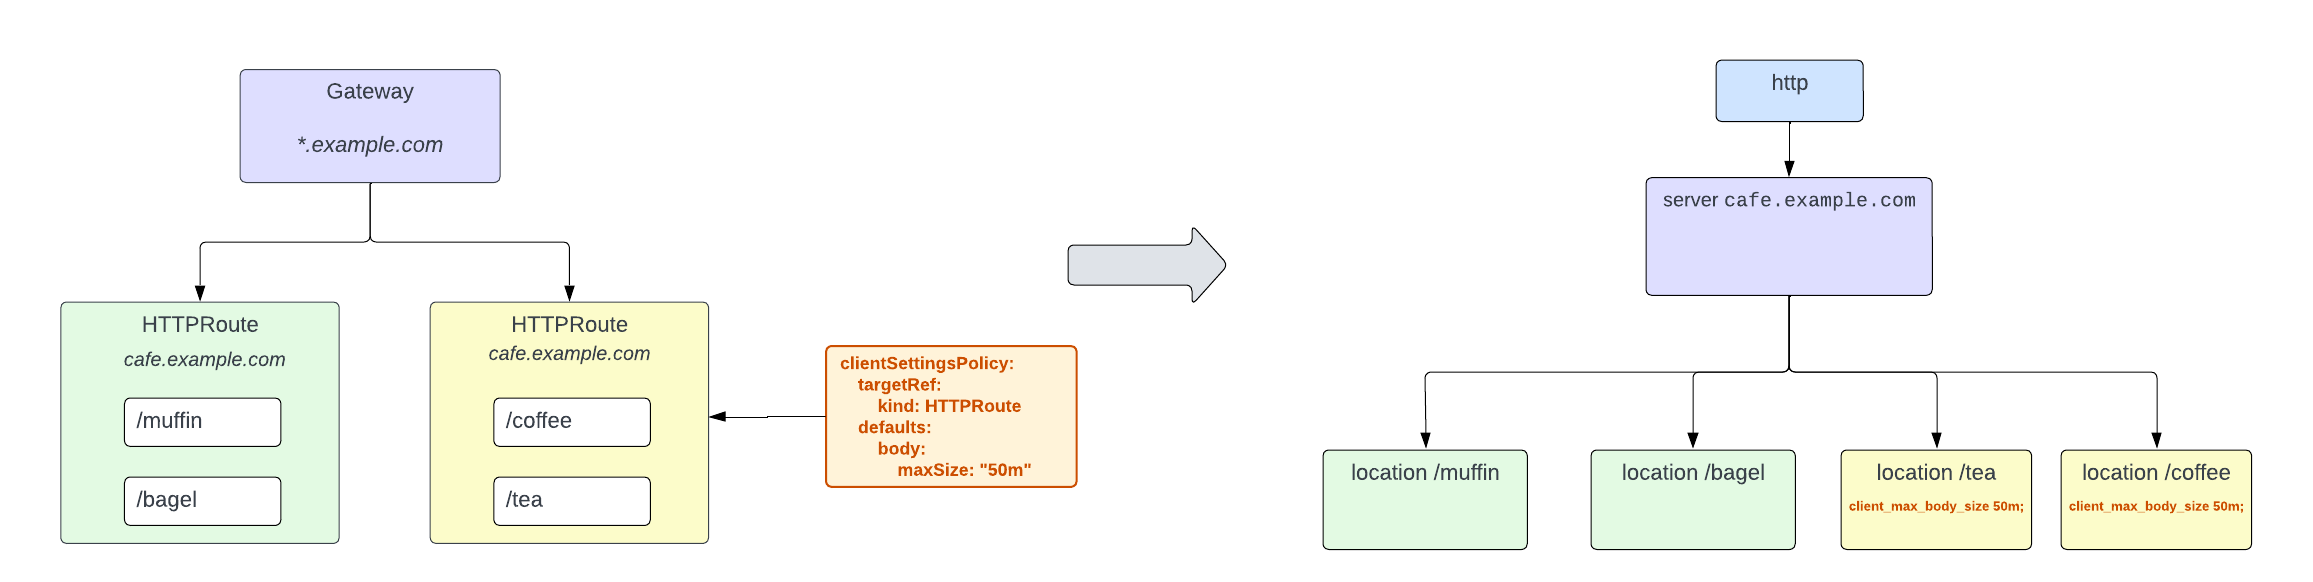 Gateway
*.example.com
HTTPRoute
cafe.example.com
/muffin
/bagel
HTTPRoute
cafe.example.com
/coffee
/tea
clientSettingsPolicy:
targetRef:
kind: HTTPRoute
defaults:
body:
maxSize: "50m"
http
server cafe.example.com
location /muffin
location /bagel
location /tea
client_max_body_size 50m;
location /coffee
client_max_body_size 50m;